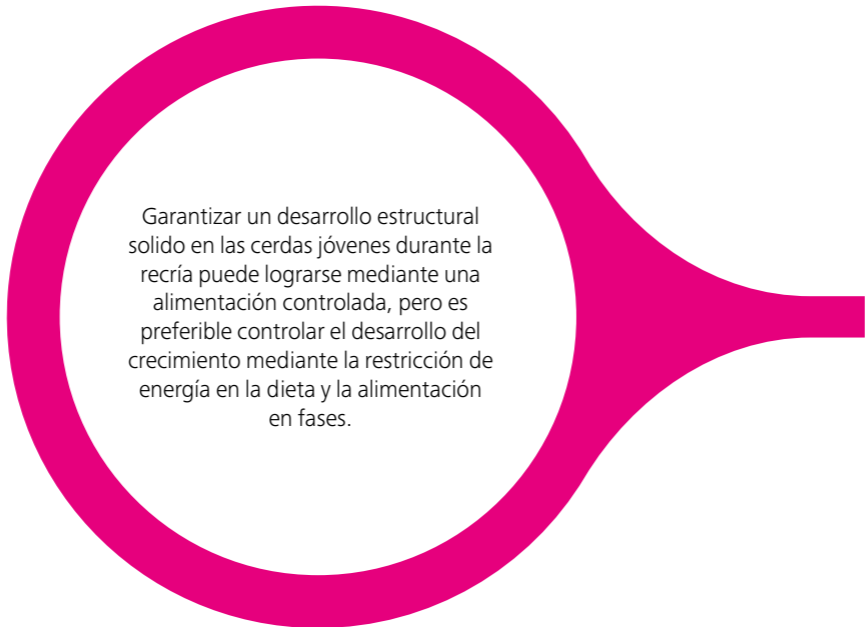 Garantizar un desarrollo estructural
solido en las cerdas jóvenes durante la
recría puede lograrse mediante una
alimentación controlada, pero es
preferible controlar el desarrollo del
crecimiento mediante la restricción de
energía en la dieta y la alimentación
en fases.